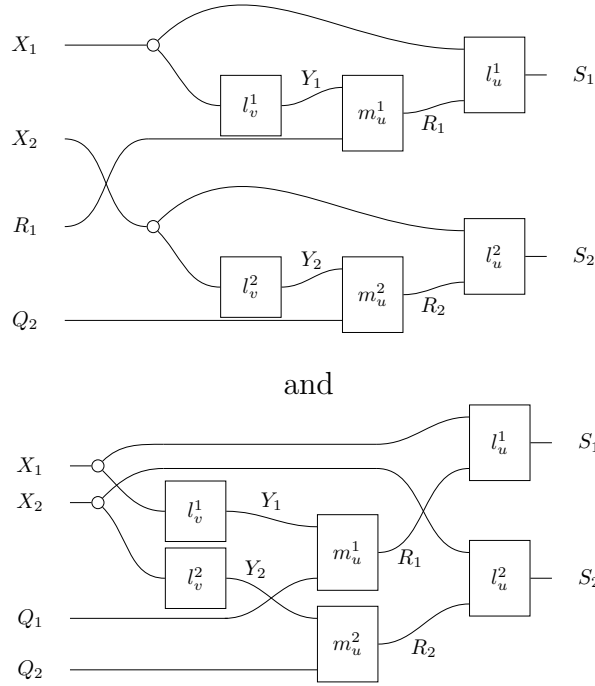 X₁ l_u^1 S₁
Y₁
l_v^1 m_u^1
R₁
X₂
R₁ l_u^2 S₂
Y₂
l_v^2 m_u^2
R₂
Q₂
and
l_u^1 S₁
X₁
X₂ l_v^1 Y₁
m_u^1
R₁
l_v^2 Y₂ l_u^2 S₂
Q₁
m_u^2 R₂
Q₂